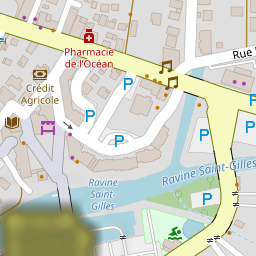 Pharmacie
de l'Océan
Rue
Crédit
Agricole
P
P
P
P
P
P
Ravine Saint-Gilles
Ravine
Saint-
Gilles